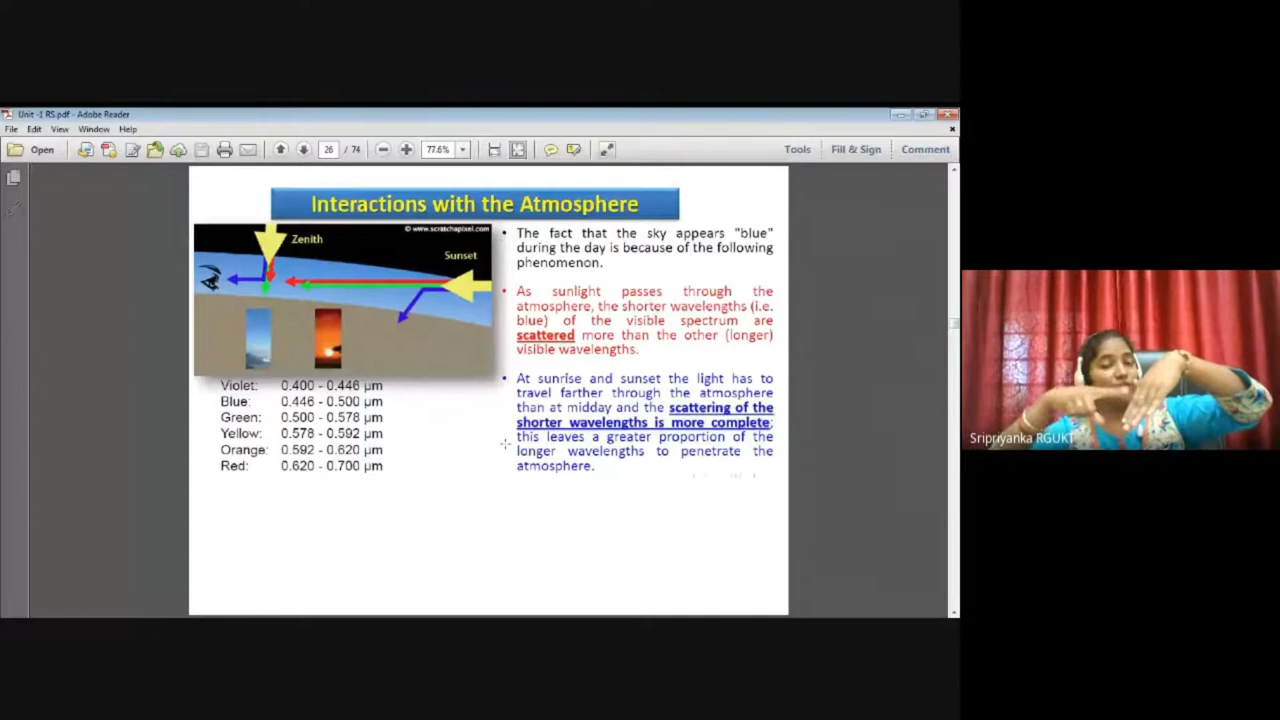 Unit -1 RS.pdf - Adobe Reader
File Edit View Window Help
Open 26 / 74 77.6% Tools Fill & Sign Comment
Interactions with the Atmosphere
© www.scratchapixel.com
Zenith
Sunset
Violet: 0.400 - 0.446 µm
Blue: 0.446 - 0.500 µm
Green: 0.500 - 0.578 µm
Yellow: 0.578 - 0.592 µm
Orange: 0.592 - 0.620 µm
Red: 0.620 - 0.700 µm
• The fact that the sky appears "blue"
during the day is because of the following
phenomenon.
• As sunlight passes through the
atmosphere, the shorter wavelengths (i.e.
blue) of the visible spectrum are
scattered more than the other (longer)
visible wavelengths.
• At sunrise and sunset the light has to
travel farther through the atmosphere
than at midday and the scattering of the
shorter wavelengths is more complete;
this leaves a greater proportion of the
longer wavelengths to penetrate the
atmosphere.
Sripriyanka RGUKT